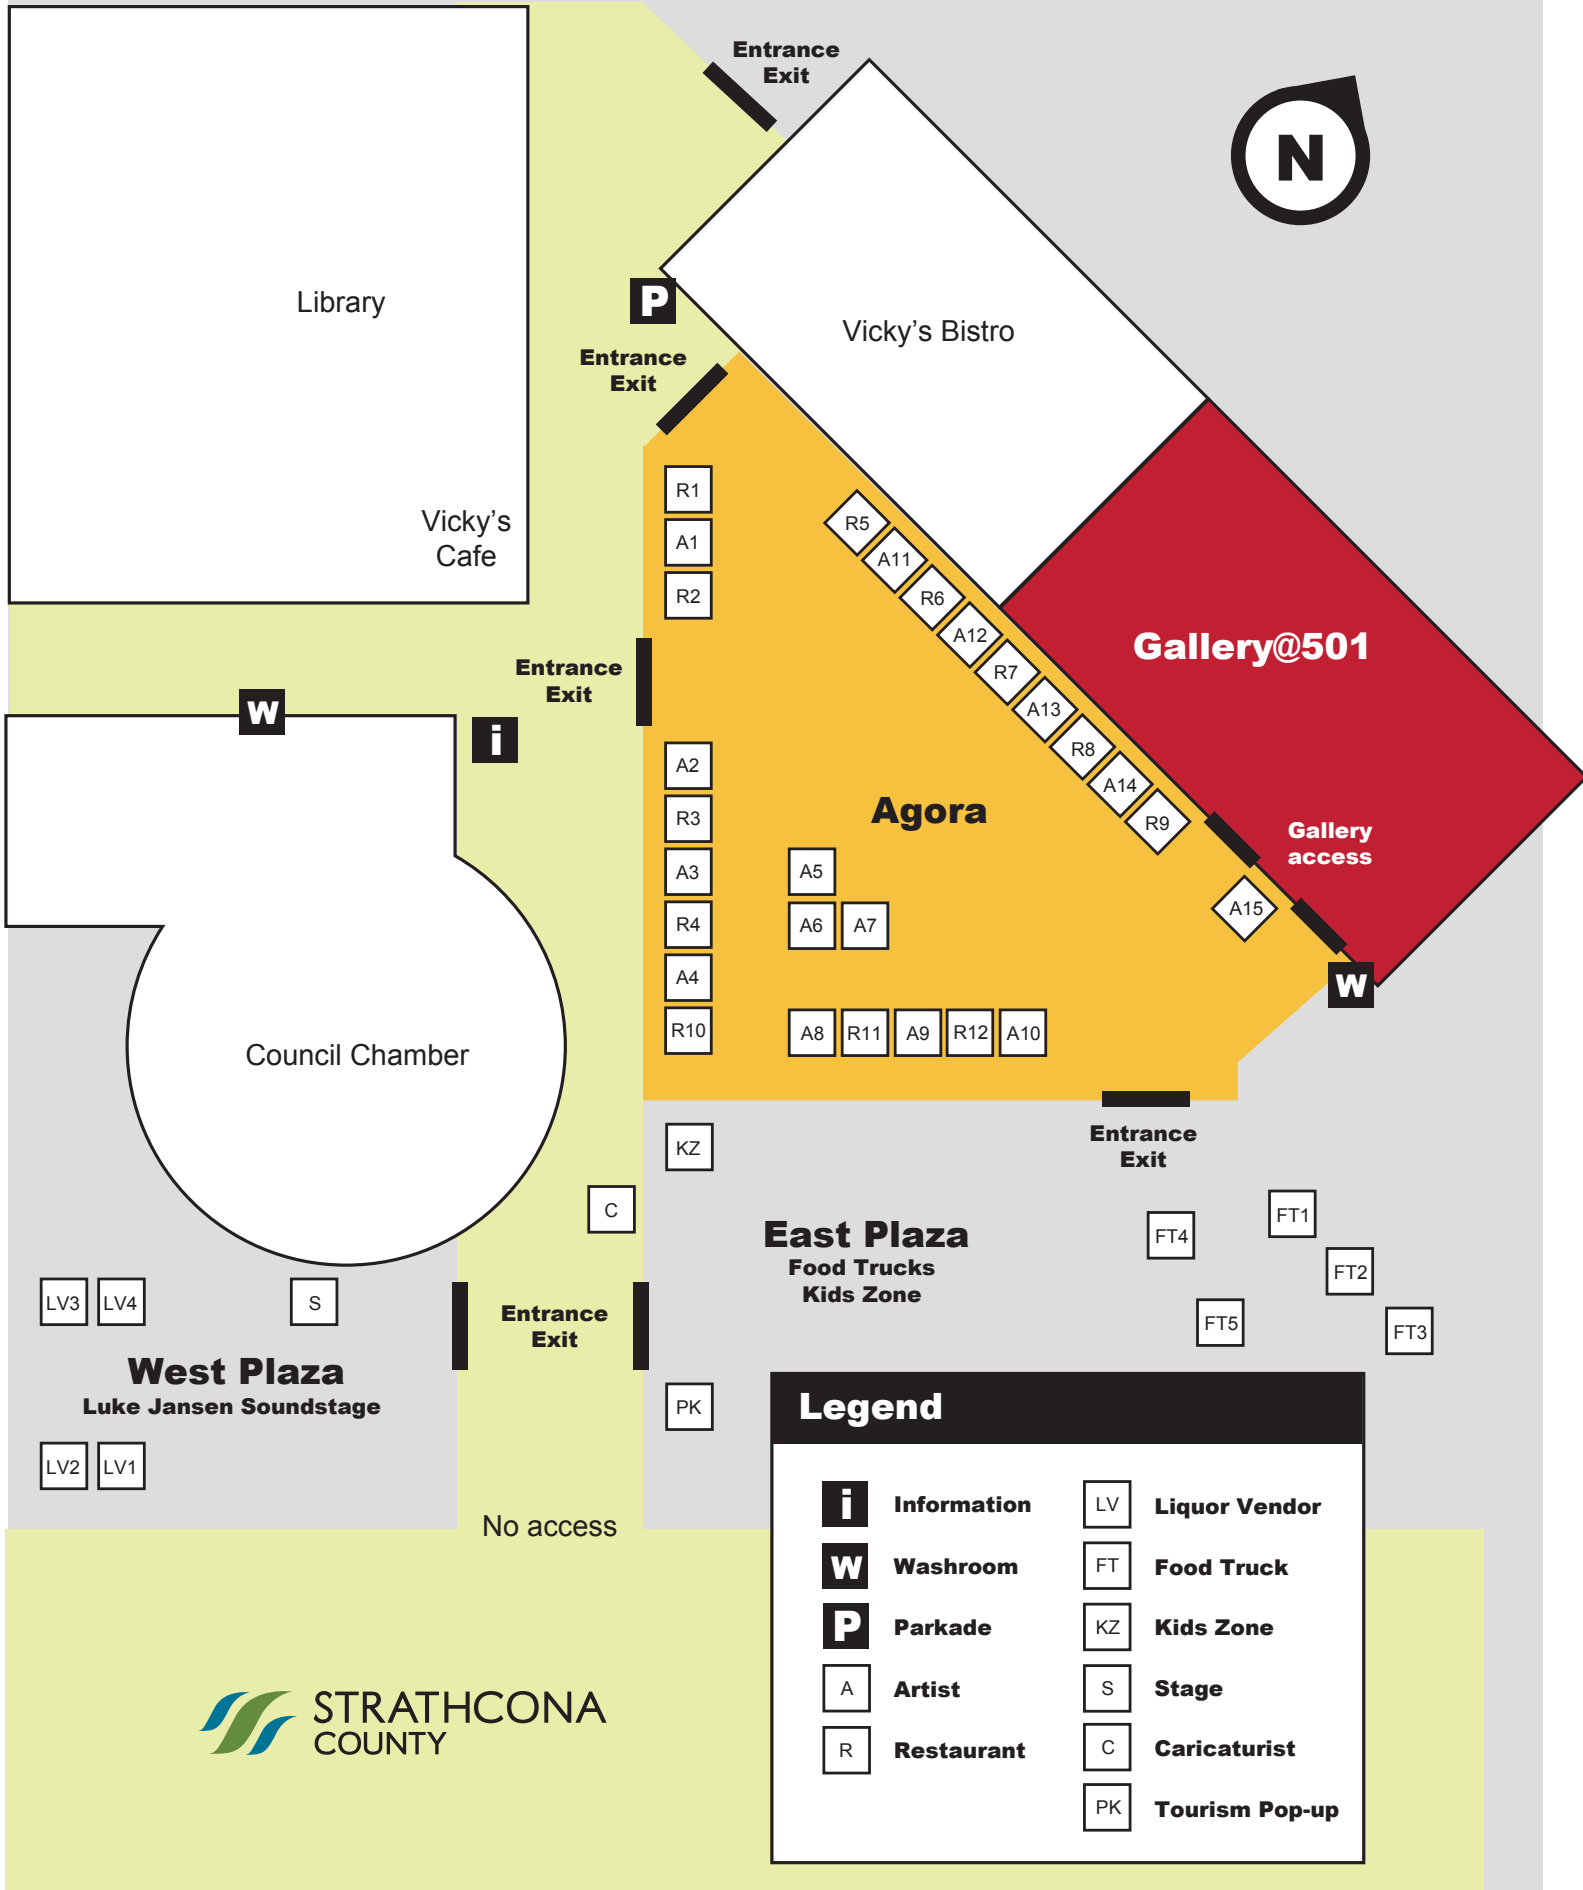 Entrance
Exit
N
Library
P
Vicky's Bistro
Entrance
Exit
R1
A1
R2
Vicky's
Cafe
R5
A11
R6
A12
R7
A13
R8
A14
R9
Gallery@501
Entrance
Exit
W
i
A2
R3
A3
R4
A4
R10
Agora
A5
A6
A7
Gallery
access
A15
W
A8
R11
A9
R12
A10
Council Chamber
Entrance
Exit
KZ
C
East Plaza
Food Trucks
Kids Zone
FT4
FT1
FT2
FT5
FT3
LV3
LV4
S
Entrance
Exit
West Plaza
Luke Jansen Soundstage
PK
LV2
LV1
No access
Legend
i Information
W Washroom
P Parkade
A Artist
R Restaurant
LV Liquor Vendor
FT Food Truck
KZ Kids Zone
S Stage
C Caricaturist
PK Tourism Pop-up
STRATHCONA
COUNTY